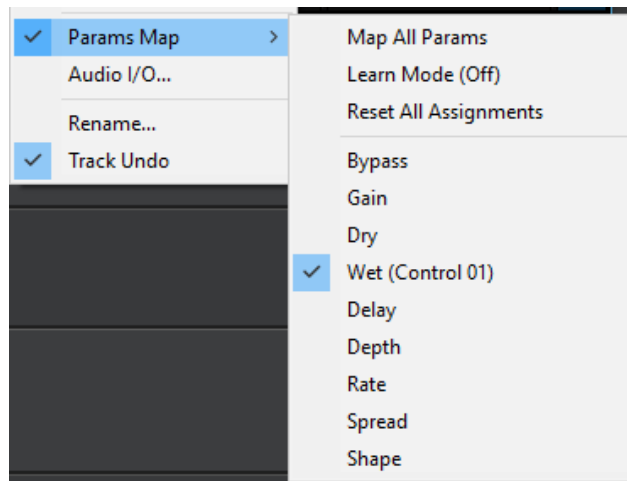 Params Map
Audio I/O...
Rename...
Track Undo
Map All Params
Learn Mode (Off)
Reset All Assignments
Bypass
Gain
Dry
Wet (Control 01)
Delay
Depth
Rate
Spread
Shape